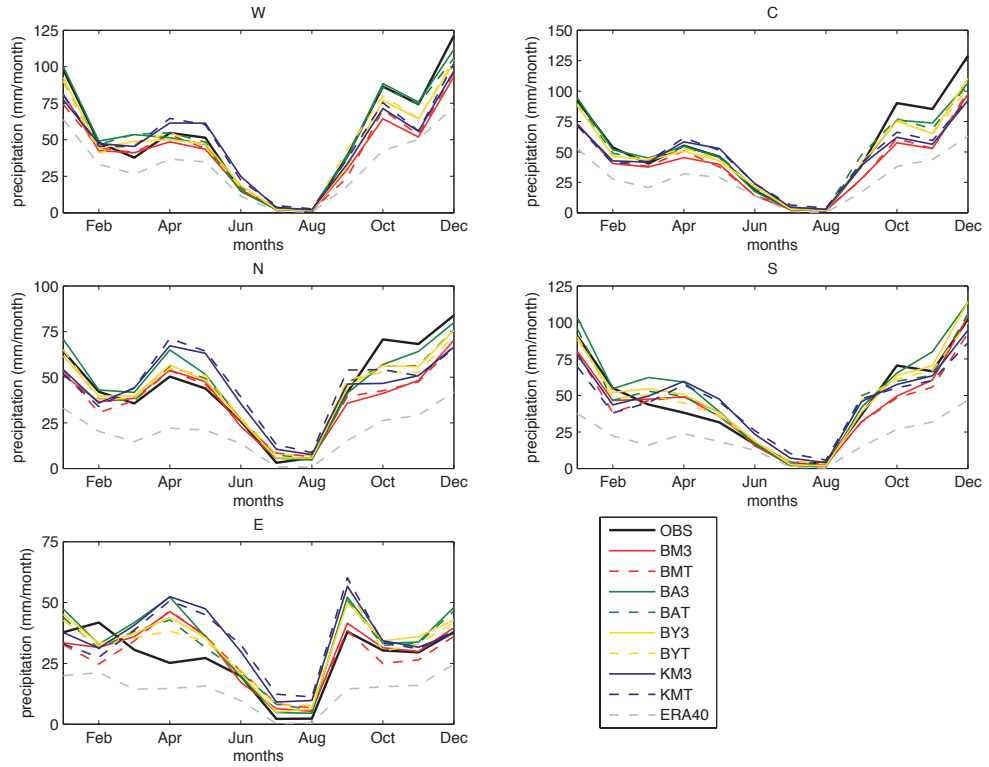 W
precipitation (mm/month)
125
100
75
50
25
0
Feb Apr Jun Aug Oct Dec
months
C
precipitation (mm/month)
150
125
100
75
50
25
0
Feb Apr Jun Aug Oct Dec
months
N
precipitation (mm/month)
100
75
50
25
0
Feb Apr Jun Aug Oct Dec
months
S
precipitation (mm/month)
125
100
75
50
25
0
Feb Apr Jun Aug Oct Dec
months
E
precipitation (mm/month)
75
50
25
0
Feb Apr Jun Aug Oct Dec
months
OBS
BM3
BMT
BA3
BAT
BY3
BYT
KM3
KMT
ERA40